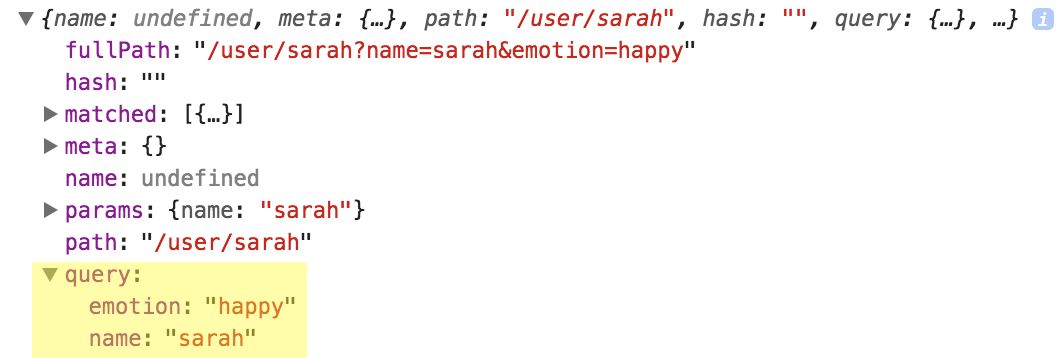 ▼{name: undefined, meta: {…}, path: "/user/sarah", hash: "", query: {…}, …} i
fullPath: "/user/sarah?name=sarah&emotion=happy"
hash: ""
▶matched: [{…}]
▶meta: {}
name: undefined
▶params: {name: "sarah"}
path: "/user/sarah"
▼query:
emotion: "happy"
name: "sarah"